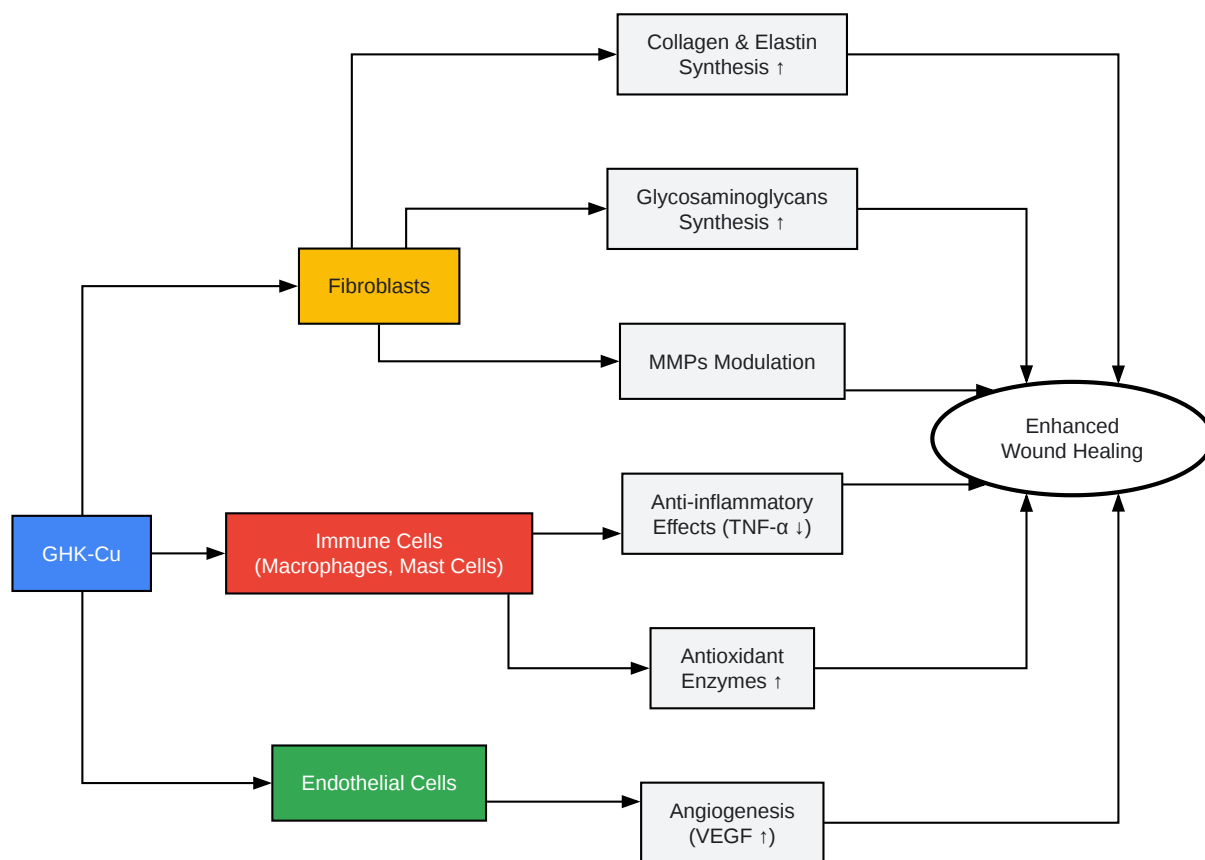 Collagen & Elastin
Synthesis ↑
Glycosaminoglycans
Synthesis ↑
Fibroblasts
MMPs Modulation
Enhanced
Wound Healing
Anti-inflammatory
Effects (TNF-α ↓)
GHK-Cu
Immune Cells
(Macrophages, Mast Cells)
Antioxidant
Enzymes ↑
Endothelial Cells
Angiogenesis
(VEGF ↑)